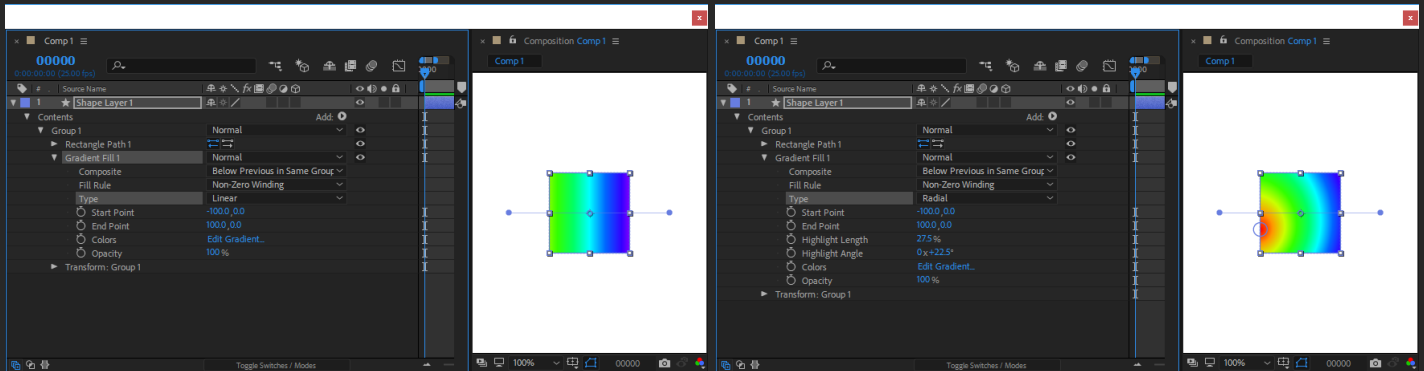 Comp 1
00000
0:00:00:00 (25.00 fps)
# . Source Name
1 Shape Layer 1
Contents Add:
Group 1 Normal
Rectangle Path 1
Gradient Fill 1 Normal
Composite Below Previous in Same Group
Fill Rule Non-Zero Winding
Type Linear
Start Point -100.0,0.0
End Point 100.0,0.0
Colors Edit Gradient...
Opacity 100 %
Transform: Group 1
Toggle Switches / Modes
Composition Comp 1
Comp 1
100% 00000
Comp 1
00000
0:00:00:00 (25.00 fps)
# . Source Name
1 Shape Layer 1
Contents Add:
Group 1 Normal
Rectangle Path 1
Gradient Fill 1 Normal
Composite Below Previous in Same Group
Fill Rule Non-Zero Winding
Type Radial
Start Point -100.0,0.0
End Point 100.0,0.0
Highlight Length 27.5 %
Highlight Angle 0x+22.5°
Colors Edit Gradient...
Opacity 100 %
Transform: Group 1
Toggle Switches / Modes
Composition Comp 1
Comp 1
100% 00000